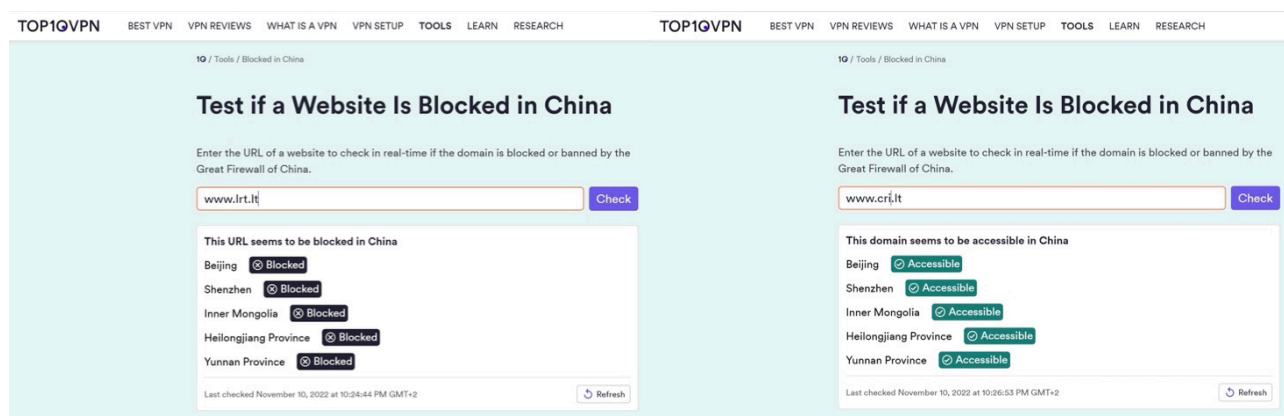 TOP10VPN BEST VPN VPN REVIEWS WHAT IS A VPN VPN SETUP TOOLS LEARN RESEARCH
10 / Tools / Blocked in China
Test if a Website Is Blocked in China
Enter the URL of a website to check in real-time if the domain is blocked or banned by the
Great Firewall of China.
www.lrt.lt Check
This URL seems to be blocked in China
Beijing Blocked
Shenzhen Blocked
Inner Mongolia Blocked
Heilongjiang Province Blocked
Yunnan Province Blocked
Last checked November 10, 2022 at 10:24:44 PM GMT+2 Refresh
TOP10VPN BEST VPN VPN REVIEWS WHAT IS A VPN VPN SETUP TOOLS LEARN RESEARCH
10 / Tools / Blocked in China
Test if a Website Is Blocked in China
Enter the URL of a website to check in real-time if the domain is blocked or banned by the
Great Firewall of China.
www.cri.lt Check
This domain seems to be accessible in China
Beijing Accessible
Shenzhen Accessible
Inner Mongolia Accessible
Heilongjiang Province Accessible
Yunnan Province Accessible
Last checked November 10, 2022 at 10:26:53 PM GMT+2 Refresh